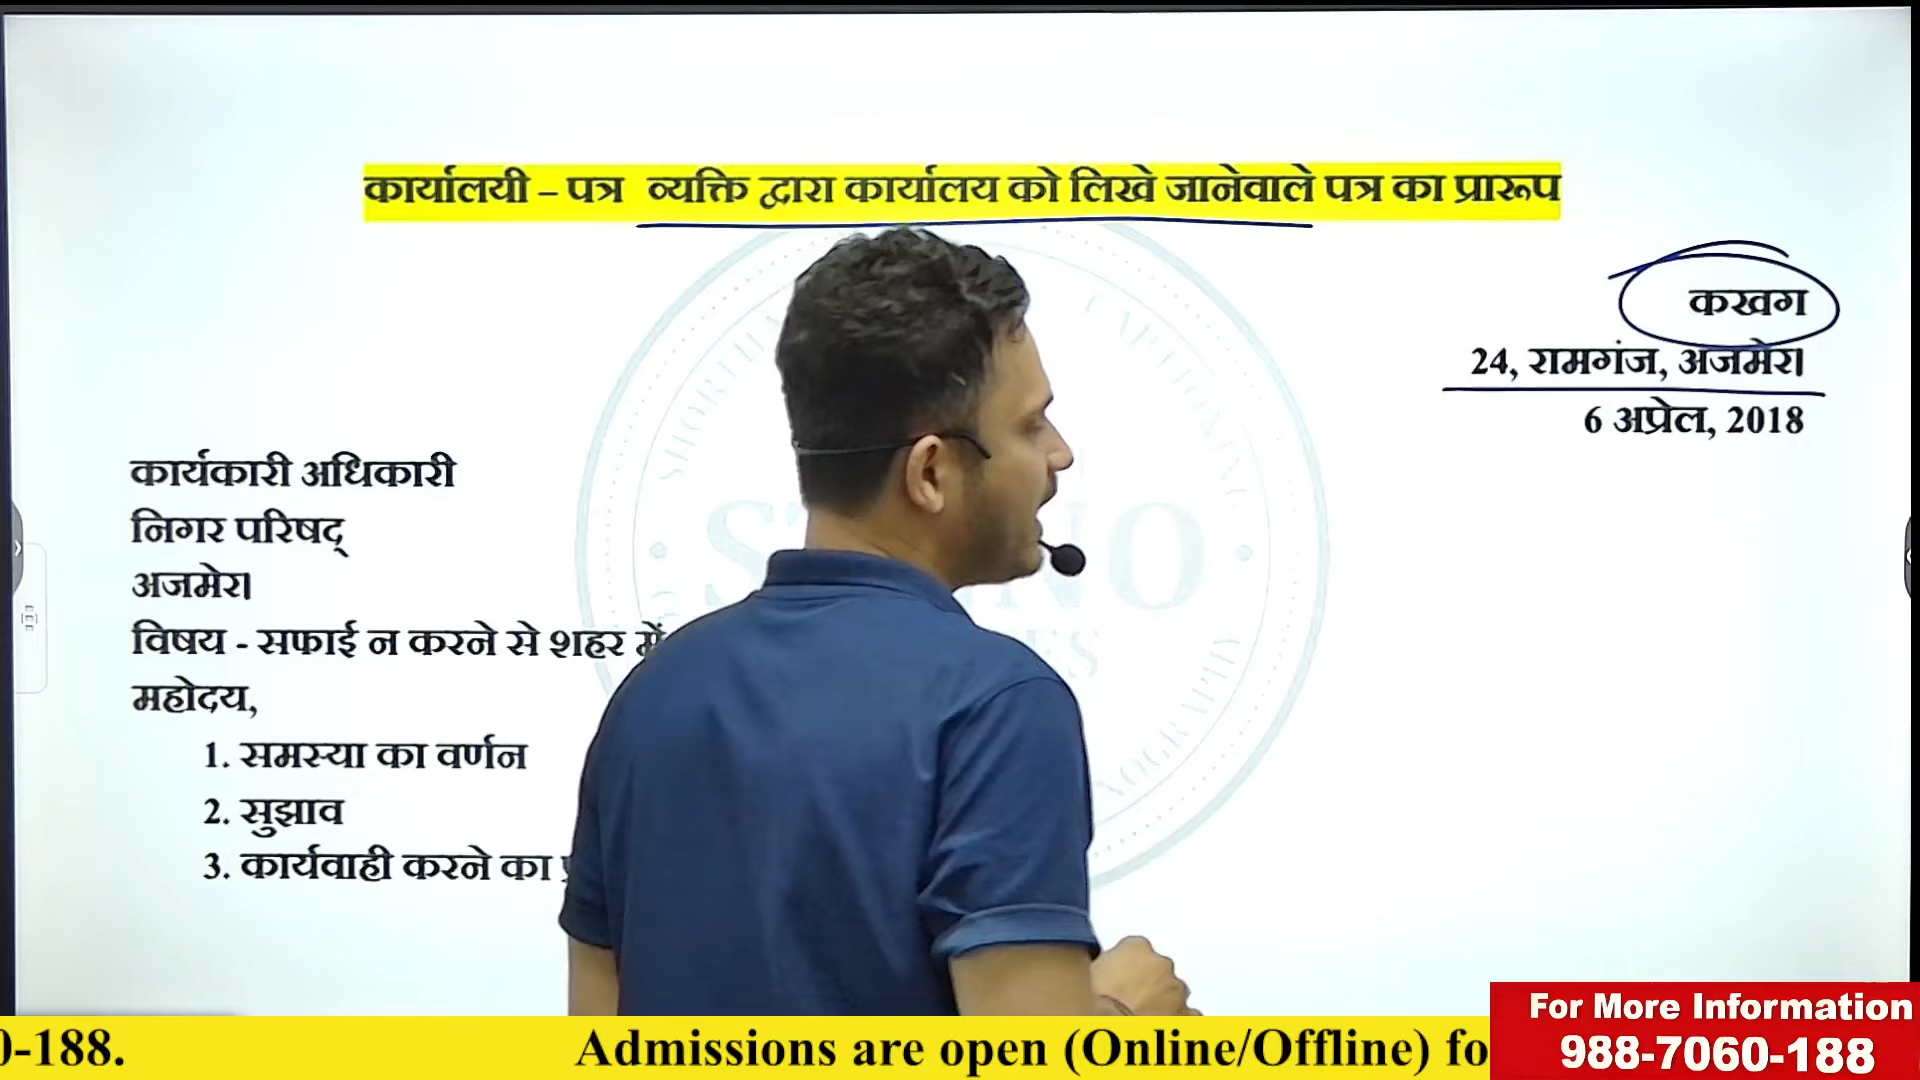 कार्यालयी – पत्र व्यक्ति द्वारा कार्यालय को लिखे जानेवाले पत्र का प्रारूप
कखग
24, रामगंज, अजमेर।
6 अप्रेल, 2018
कार्यकारी अधिकारी
निगर परिषद्
अजमेर।
विषय - सफाई न करने से शहर में
महोदय,
1. समस्या का वर्णन
2. सुझाव
3. कार्यवाही करने का
0-188.
Admissions are open (Online/Offline) fo
For More Information
988-7060-188